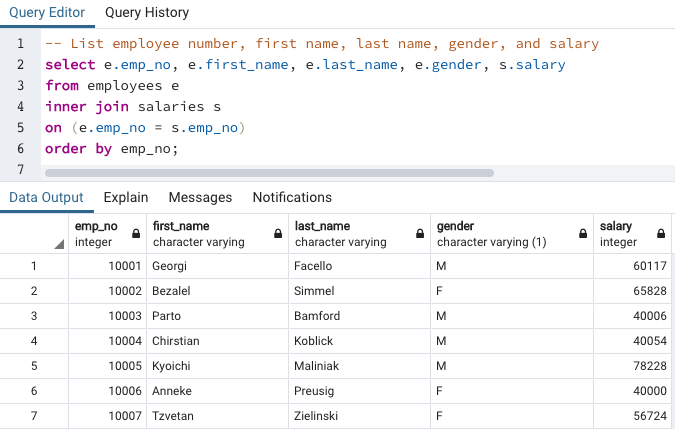 Query Editor Query History
1 -- List employee number, first name, last name, gender, and salary
2 select e.emp_no, e.first_name, e.last_name, e.gender, s.salary
3 from employees e
4 inner join salaries s
5 on (e.emp_no = s.emp_no)
6 order by emp_no;
7
Data Output Explain Messages Notifications
emp_no first_name last_name gender salary
integer character varying character varying character varying (1) integer
1 10001 Georgi Facello M 60117
2 10002 Bezalel Simmel F 65828
3 10003 Parto Bamford M 40006
4 10004 Chirstian Koblick M 40054
5 10005 Kyoichi Maliniak M 78228
6 10006 Anneke Preusig F 40000
7 10007 Tzvetan Zielinski F 56724